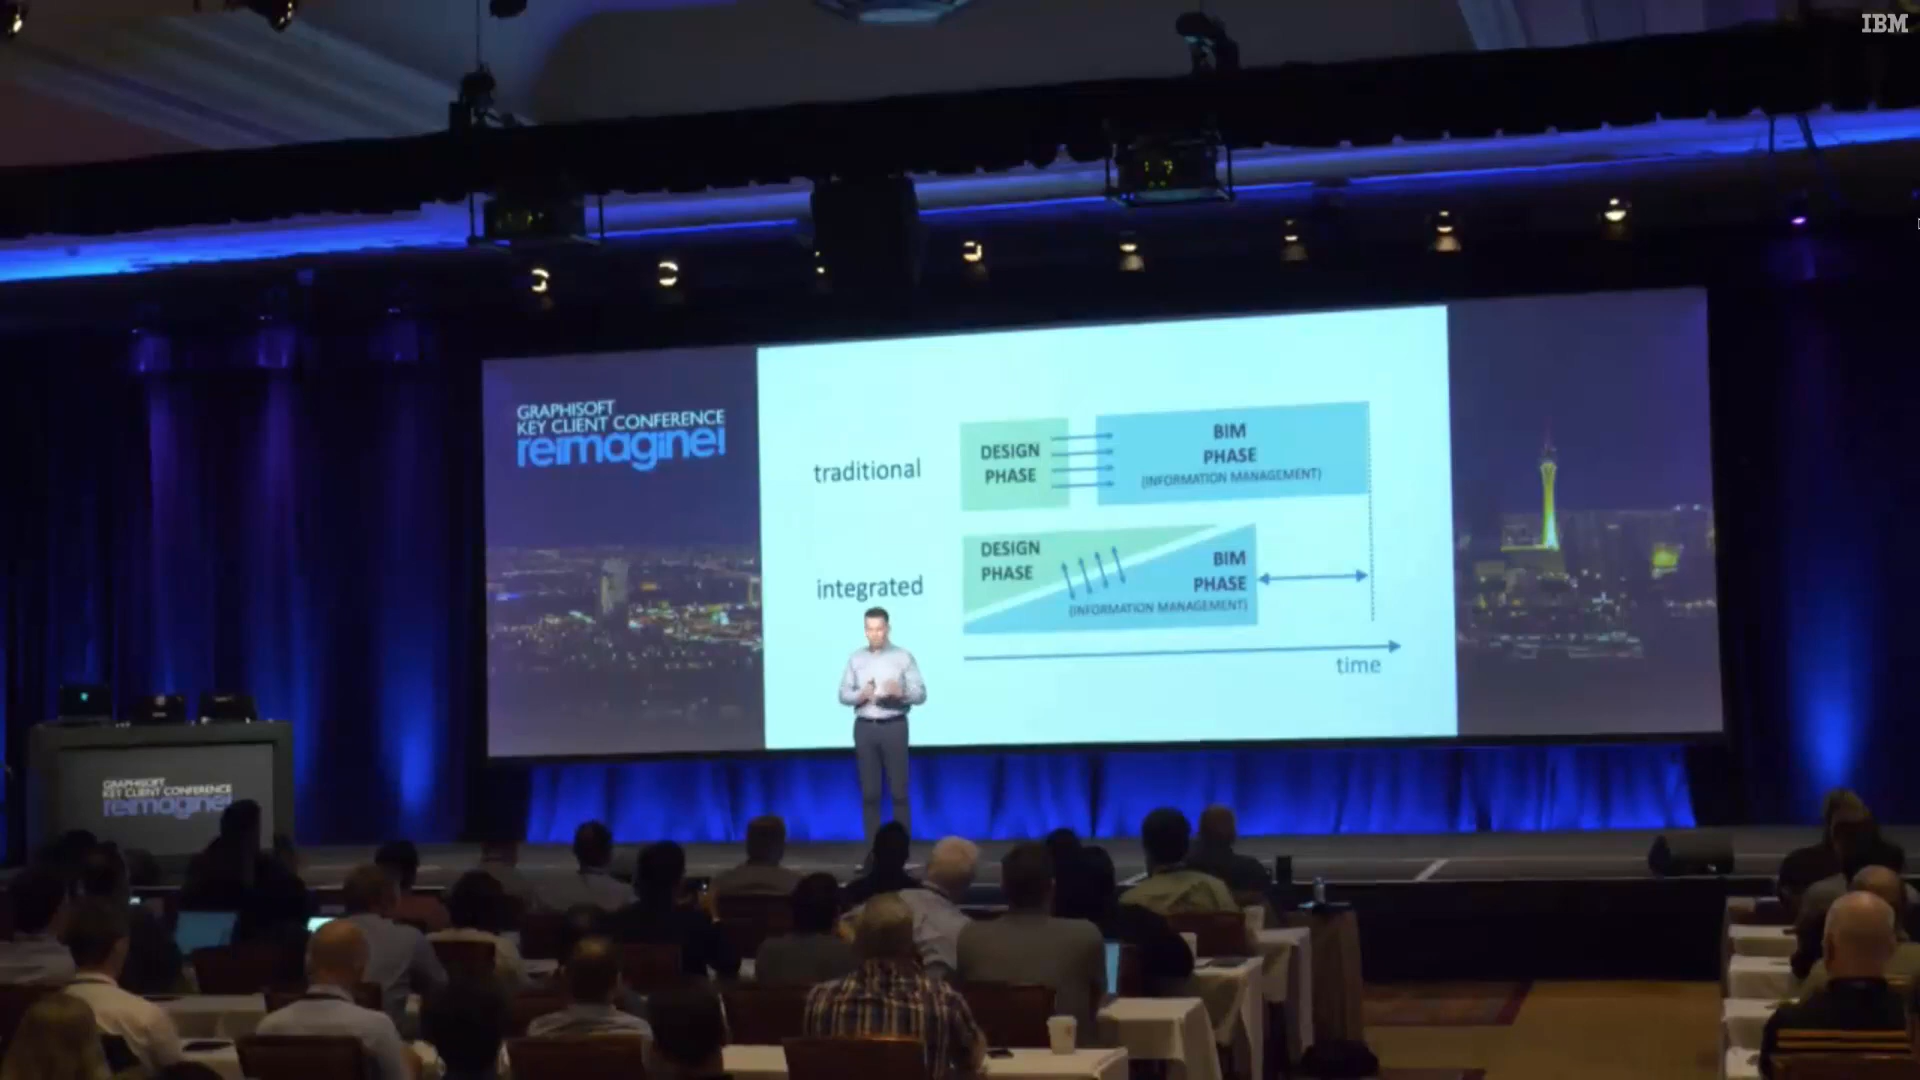 IBM
GRAPHISOFT
KEY CLIENT CONFERENCE
reimagine!
traditional
DESIGN
PHASE
BIM
PHASE
(INFORMATION MANAGEMENT)
integrated
DESIGN
PHASE
BIM
PHASE
(INFORMATION MANAGEMENT)
time
GRAPHISOFT
KEY CLIENT CONFERENCE
reimagine!